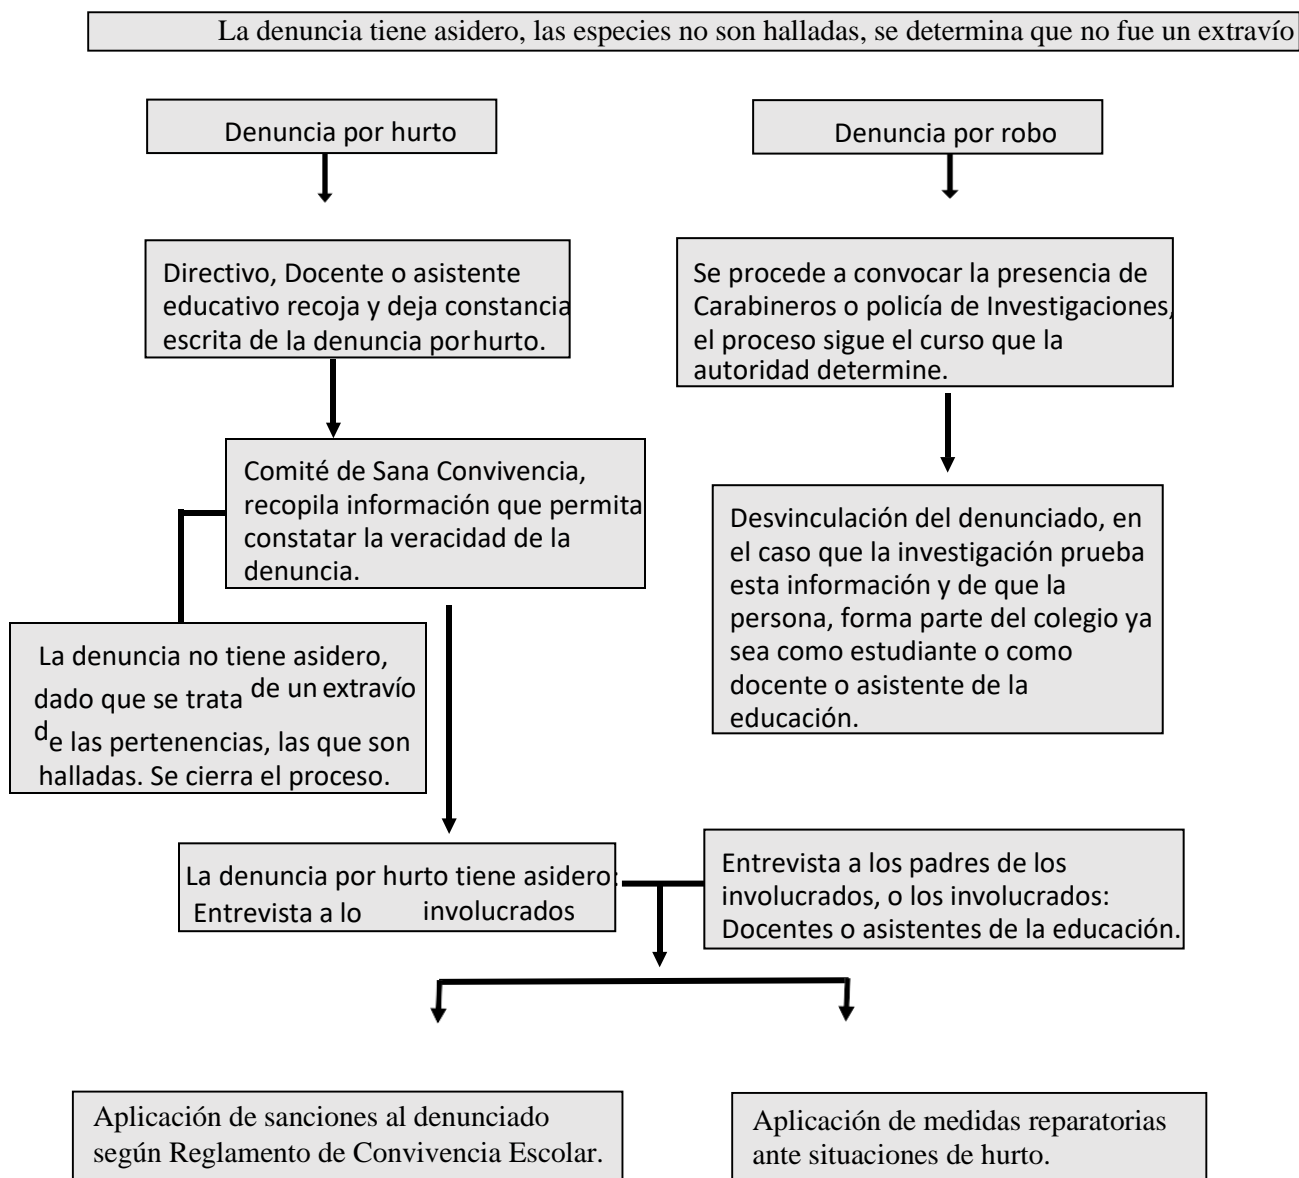 La denuncia tiene asidero, las especies no son halladas, se determina que no fue un extravío
Denuncia por hurto
Denuncia por robo
Directivo, Docente o asistente
educativo recoja y deja constancia
escrita de la denuncia por hurto.
Se procede a convocar la presencia de
Carabineros o policía de Investigaciones,
el proceso sigue el curso que la
autoridad determine.
Comité de Sana Convivencia,
recopila información que permita
constatar la veracidad de la
denuncia.
Desvinculación del denunciado, en
el caso que la investigación prueba
esta información y de que la
persona, forma parte del colegio ya
sea como estudiante o como
docente o asistente de la
educación.
La denuncia no tiene asidero,
dado que se trata de un extravío
de las pertenencias, las que son
halladas. Se cierra el proceso.
La denuncia por hurto tiene asidero:
Entrevista a lo involucrados
Entrevista a los padres de los
involucrados, o los involucrados:
Docentes o asistentes de la educación.
Aplicación de sanciones al denunciado
según Reglamento de Convivencia Escolar.
Aplicación de medidas reparatorias
ante situaciones de hurto.